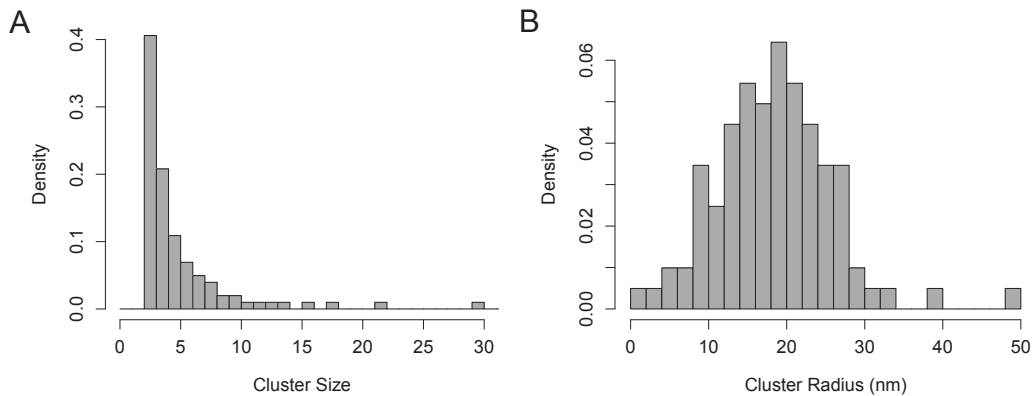 A
Density
0.0 0.1 0.2 0.3 0.4
0 5 10 15 20 25 30
Cluster Size
B
Density
0.00 0.02 0.04 0.06
0 10 20 30 40 50
Cluster Radius (nm)